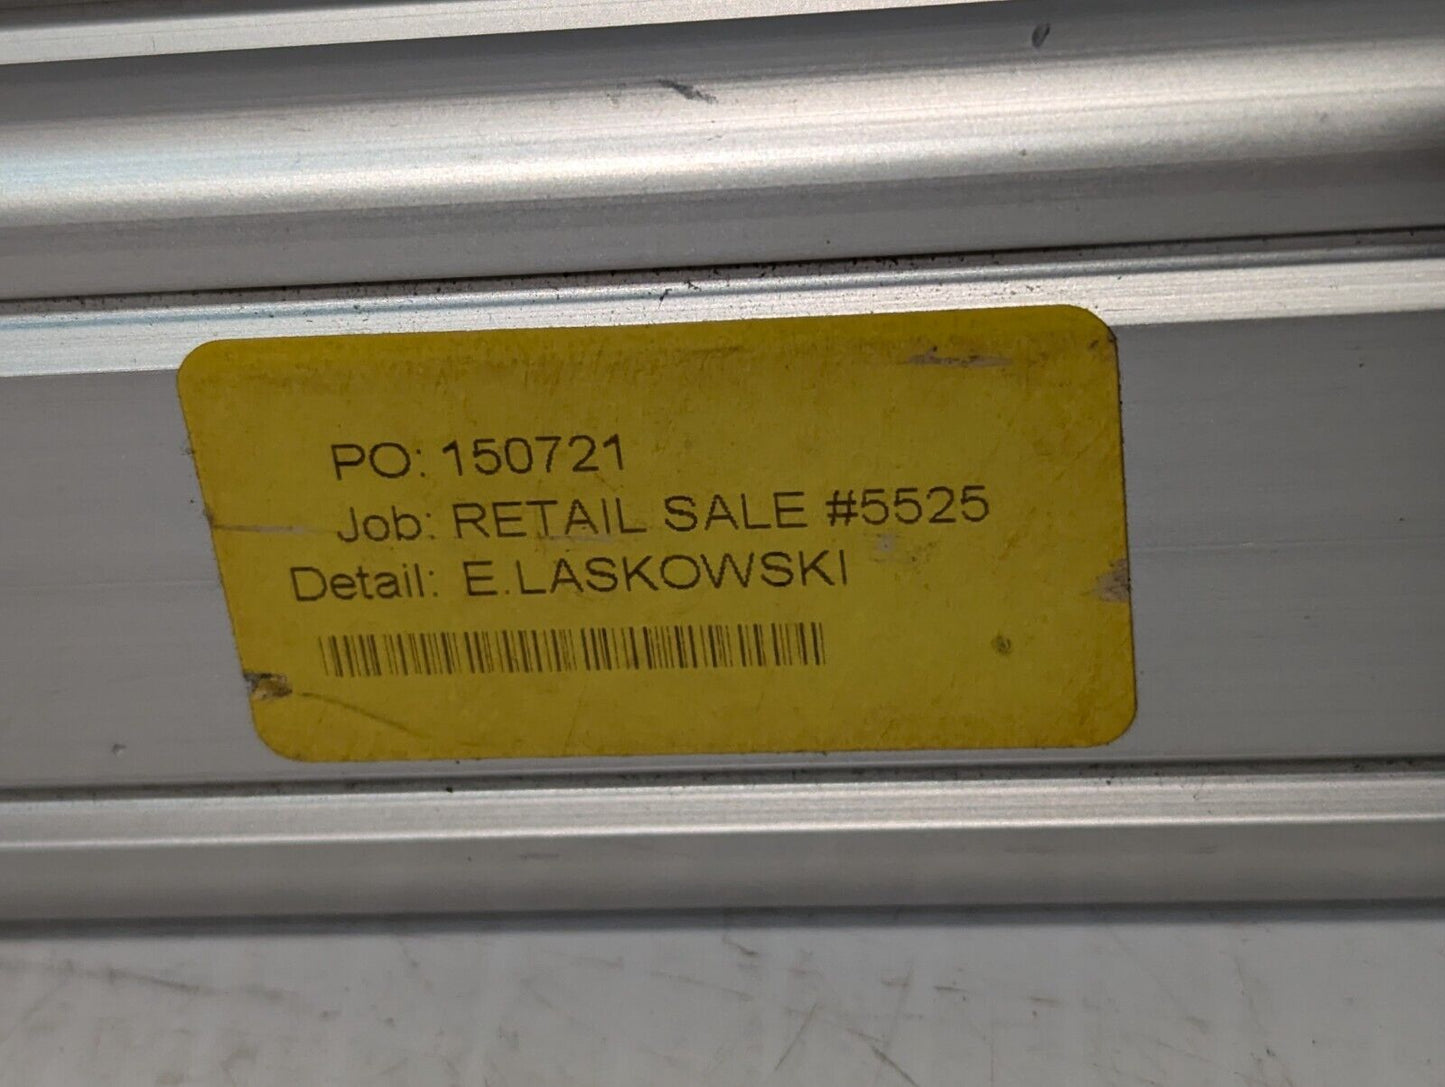 PO: 150721
Job: RETAIL SALE #5525
Detail: E.LASKOWSKI